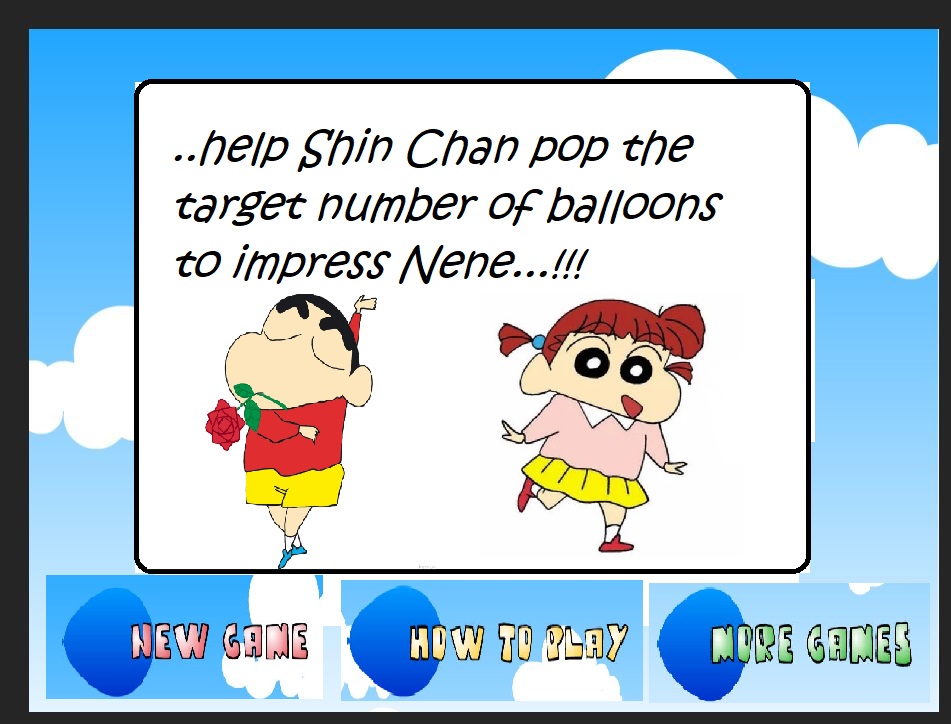 ..help Shin Chan pop the
target number of balloons
to impress Nene...!!!
NEW GAME
HOW TO PLAY
MORE GAMES